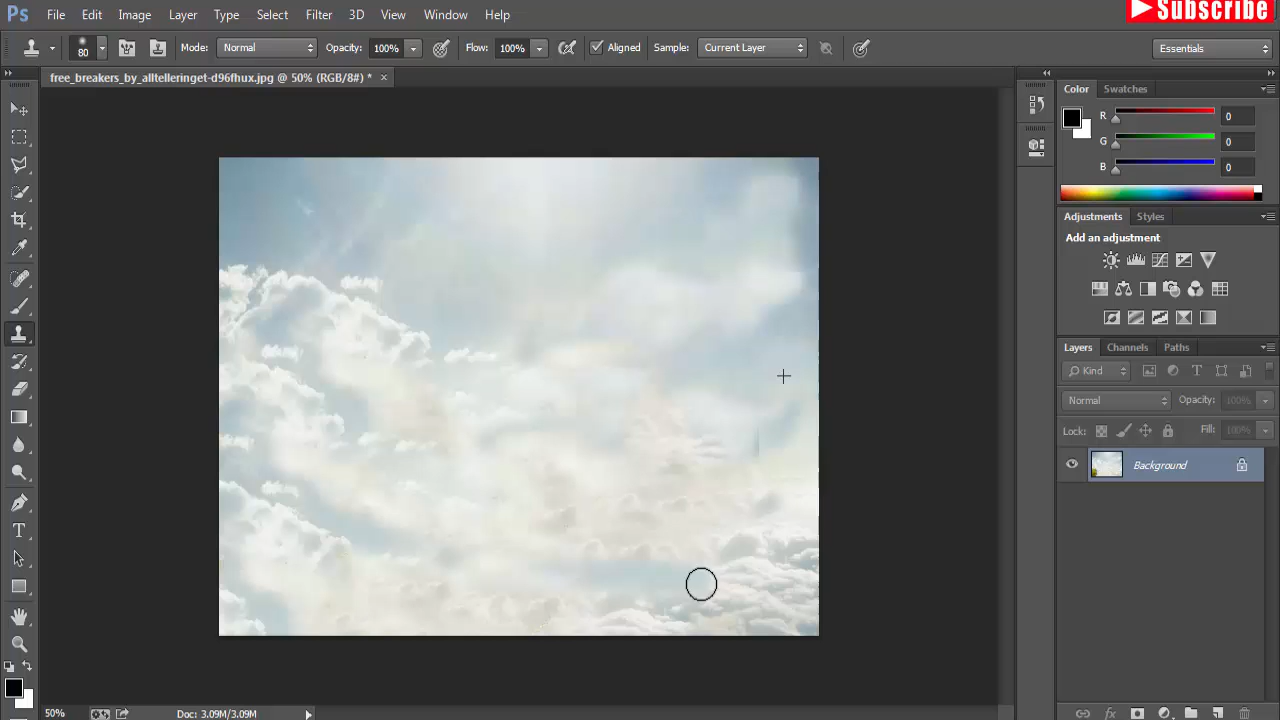 Ps File Edit Image Layer Type Select Filter 3D View Window Help
Subscribe
80 Mode: Normal Opacity: 100% Flow: 100% Aligned Sample: Current Layer Essentials
free_breakers_by_alltelleringet-d96fhux.jpg @ 50% (RGB/8#) * ×
Color Swatches
R 0
G 0
B 0
Adjustments Styles
Add an adjustment
Layers Channels Paths
Kind
Normal Opacity: 100%
Lock: Fill: 100%
Background
50% Doc: 3.09M/3.09M